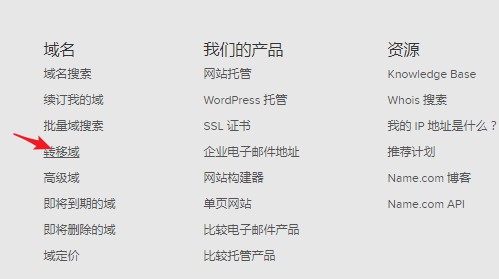 域名
域名搜索
续订我的域
批量域搜索
转移域
高级域
即将到期的域
即将删除的域
域定价
我们的产品
网站托管
WordPress 托管
SSL 证书
企业电子邮件地址
网站构建器
单页网站
比较电子邮件产品
比较托管产品
资源
Knowledge Base
Whois 搜索
我的 IP 地址是什么？
推荐计划
Name.com 博客
Name.com API